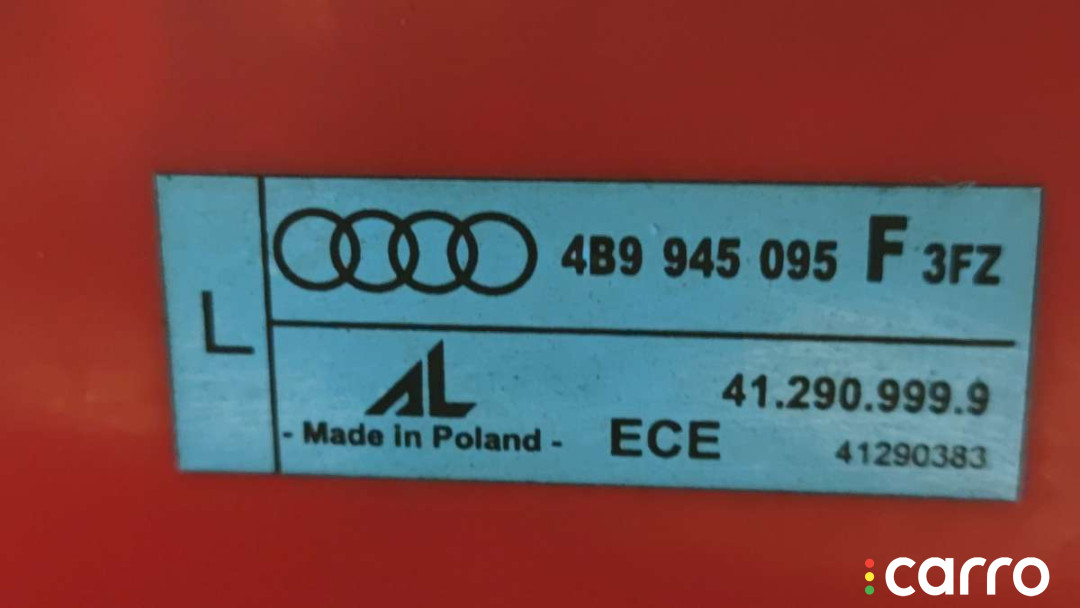 L
4B9 945 095 F 3FZ
AL
41.290.999.9
- Made in Poland - ECE
41290383
carro